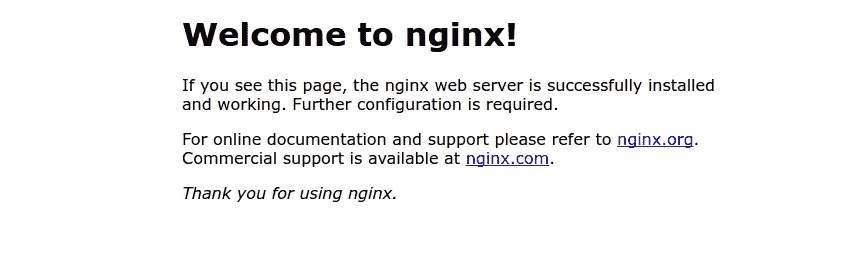 Welcome to nginx!
If you see this page, the nginx web server is successfully installed
and working. Further configuration is required.
For online documentation and support please refer to nginx.org.
Commercial support is available at nginx.com.
Thank you for using nginx.